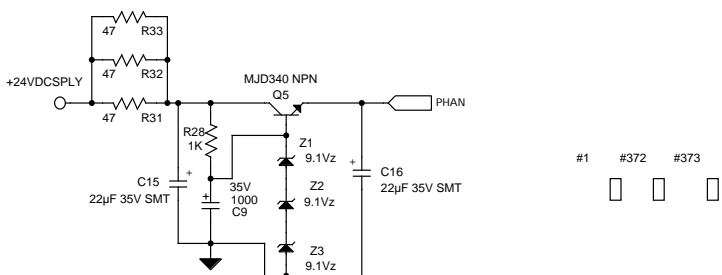 47 R33
47 R32
+24VDCSPLY
47 R31
MJD340 NPN
Q5
PHAN
R28
1K
Z1
9.1Vz
+
C15
22µF 35V SMT
+
35V
1000
C9
Z2
9.1Vz
+
C16
22µF 35V SMT
Z3
9.1Vz
#1 #372 #373